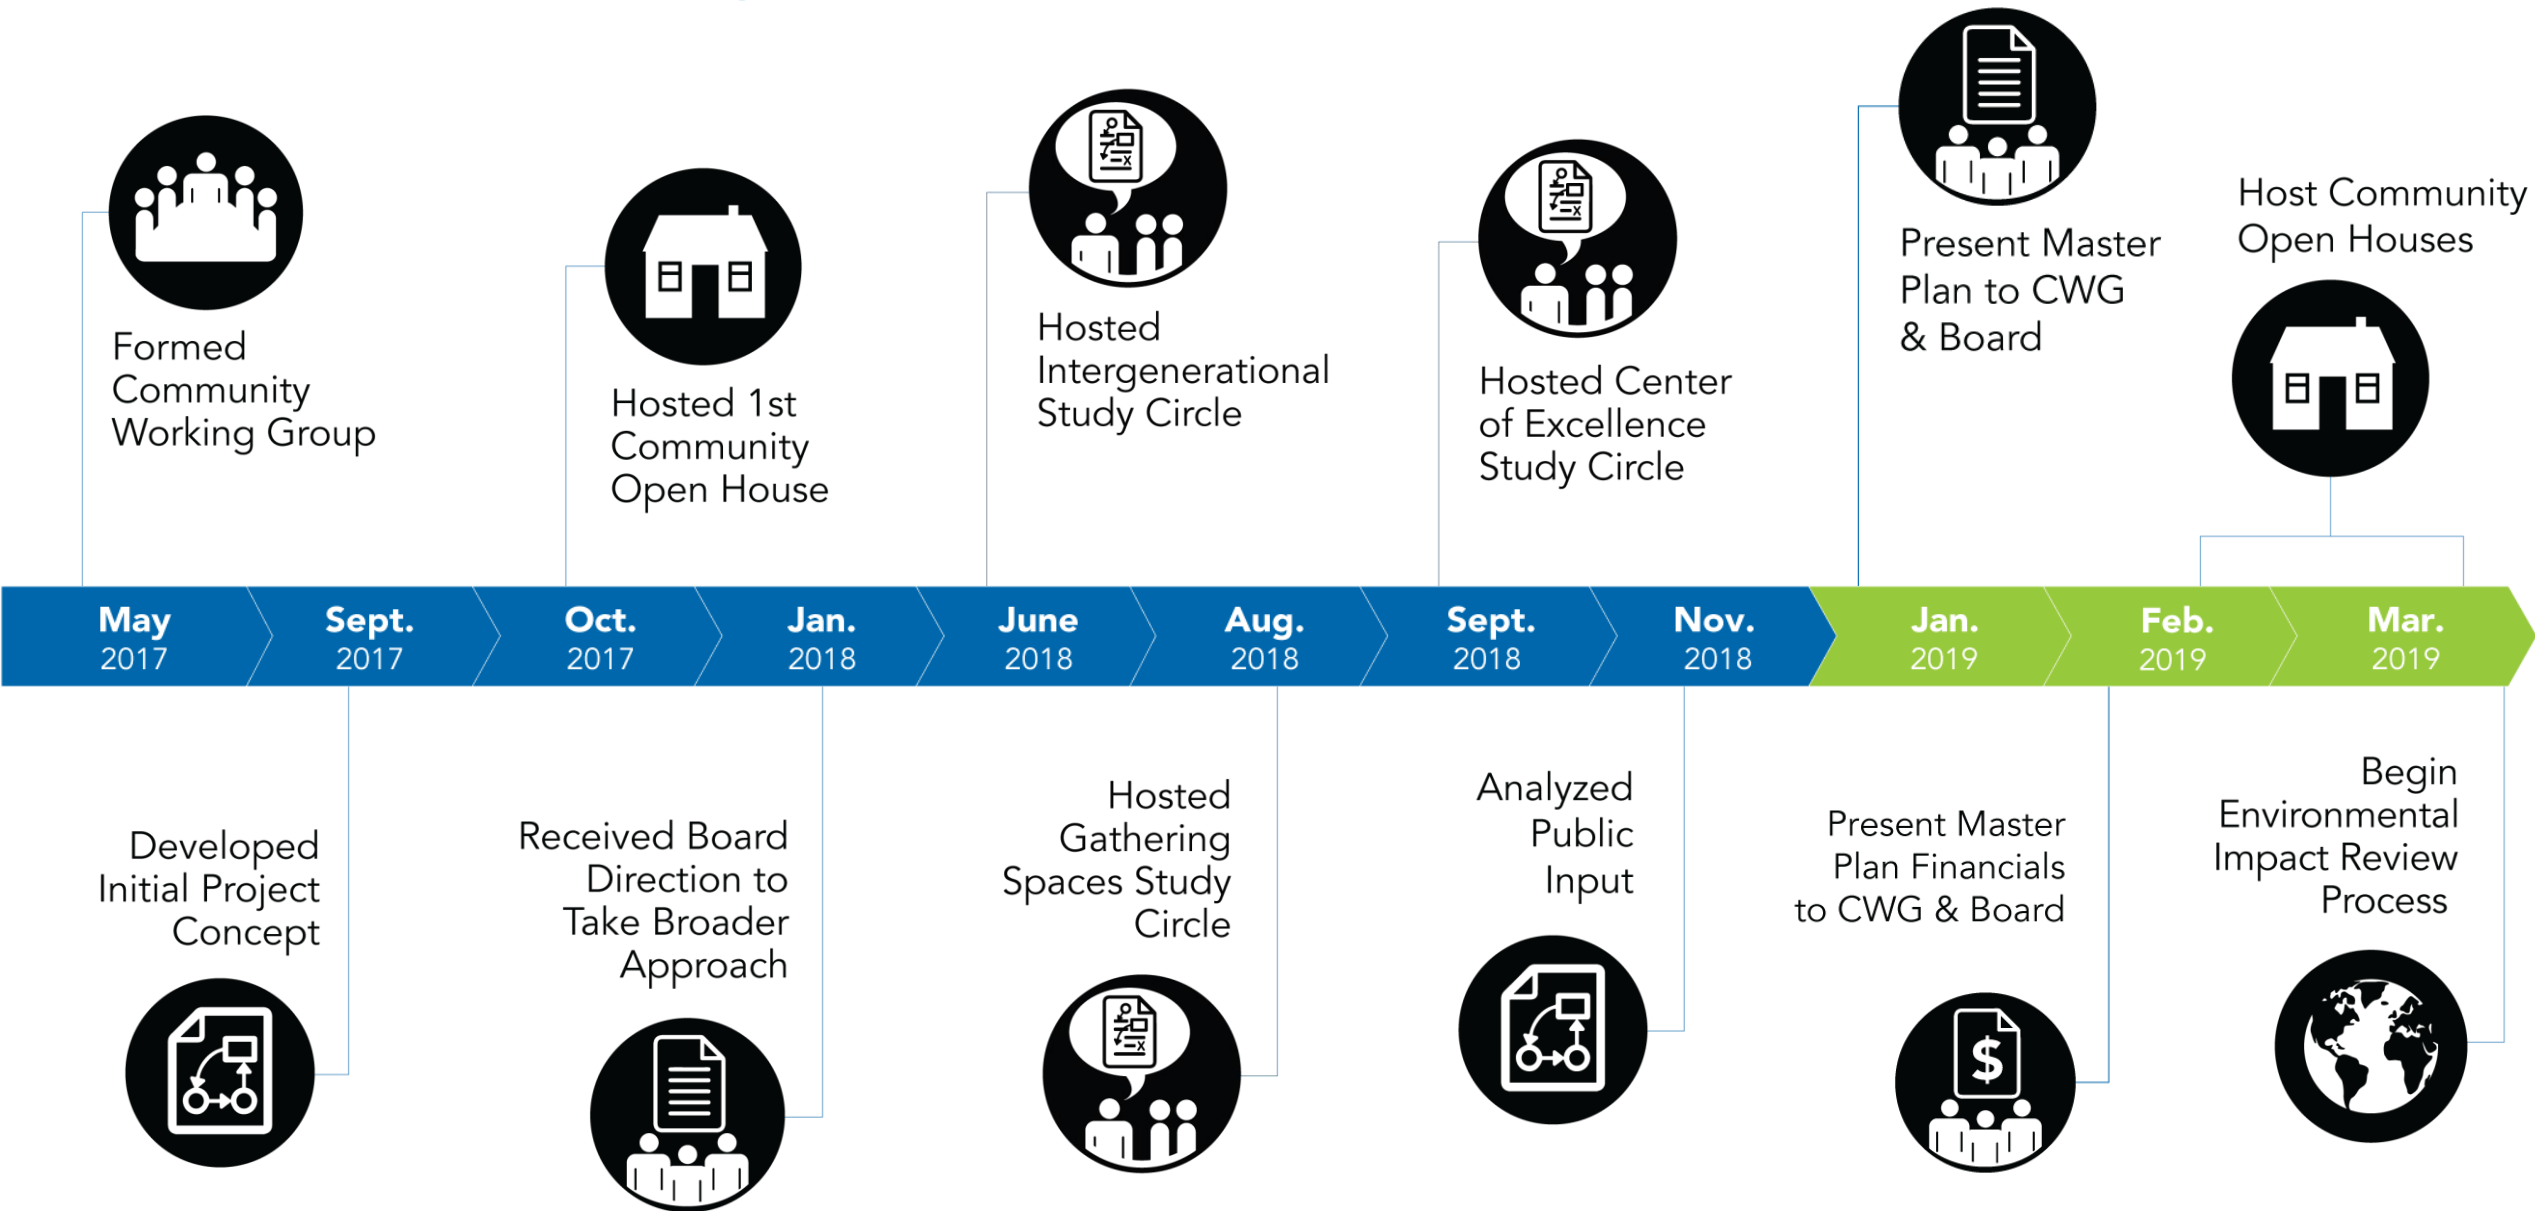 Formed
Community
Working Group
Hosted 1st
Community
Open House
Hosted
Intergenerational
Study Circle
Hosted Center
of Excellence
Study Circle
Present Master
Plan to CWG
& Board
Host Community
Open Houses
May
2017
Sept.
2017
Oct.
2017
Jan.
2018
June
2018
Aug.
2018
Sept.
2018
Nov.
2018
Jan.
2019
Feb.
2019
Mar.
2019
Developed
Initial Project
Concept
Received Board
Direction to
Take Broader
Approach
Hosted
Gathering
Spaces Study
Circle
Analyzed
Public
Input
Present Master
Plan Financials
to CWG & Board
$
Begin
Environmental
Impact Review
Process